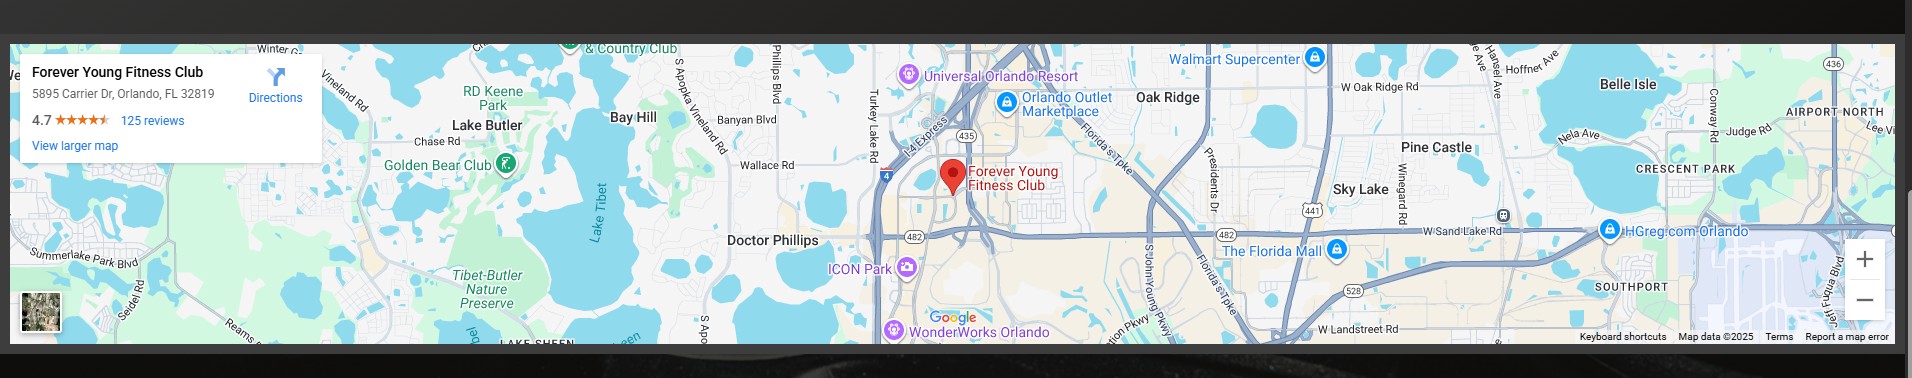 Forever Young Fitness Club
5895 Carrier Dr, Orlando, FL 32819
4.7
125 reviews
View larger map
Directions
& Country Club
Vineland Rd
RD Keene
Park
Lake Butler
Chase Rd
Golden Bear Club
Summerlake Park Blvd
Seidel Rd
Reams
Tibet-Butler
Nature
Preserve
LAKE SHEEN
Lake Tibet
Bay Hill
S Apopka Vineland Rd
Phillips Blvd
Banyan Blvd
Wallace Rd
Doctor Phillips
Turkey Lake Rd
Universal Orlando Resort
Orlando Outlet
Marketplace
I-4 Express
435
4
Forever Young
Fitness Club
482
ICON Park
Google
WonderWorks Orlando
Walmart Supercenter
Oak Ridge
Florida's Tpke
Presidents Dr
W Oak Ridge Rd
Hansel Ave
Hoffner Ave
Belle Isle
Conway Rd
436
AIRPORT NORTH
Judge Rd
Nela Ave
Pine Castle
CRESCENT PARK
Sky Lake
Winegard Rd
441
482
W Sand Lake Rd
HGreg.com Orlando
The Florida Mall
St John Young Pkwy
Florida's Tpke
528
SOUTHPORT
W Landstreet Rd
Keyboard shortcuts
Map data ©2025
Terms
Report a map error